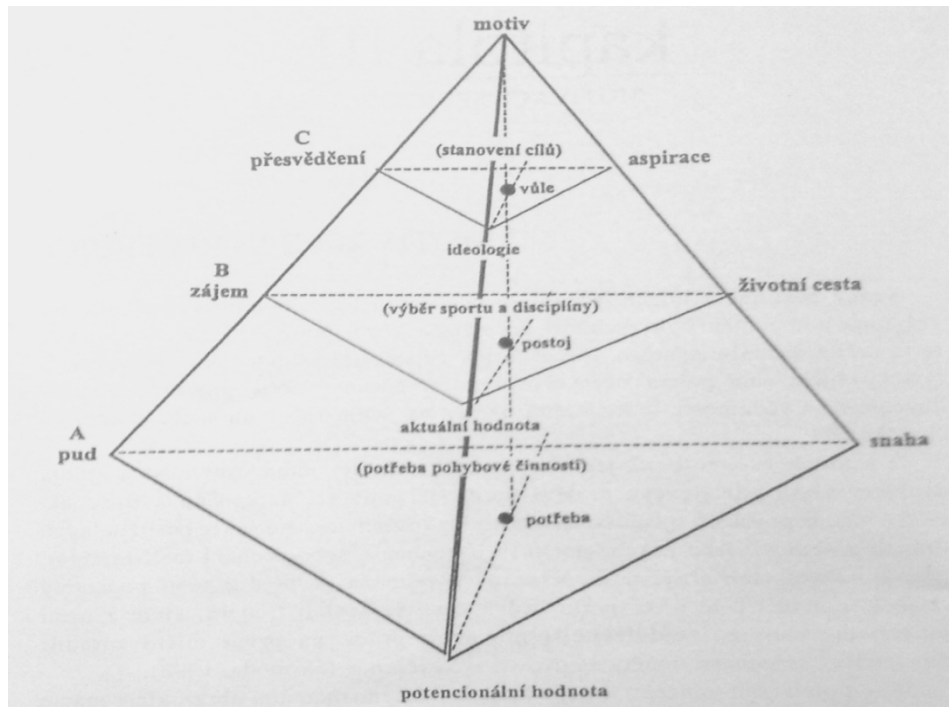 motiv
C
přesvědčení
(stanovení cílů)
aspirace
vůle
ideologie
B
zájem
životní cesta
(výběr sportu a disciplíny)
postoj
aktuální hodnota
A
pud
snaha
(potřeba pohybové činnosti)
potřeba
potencionální hodnota